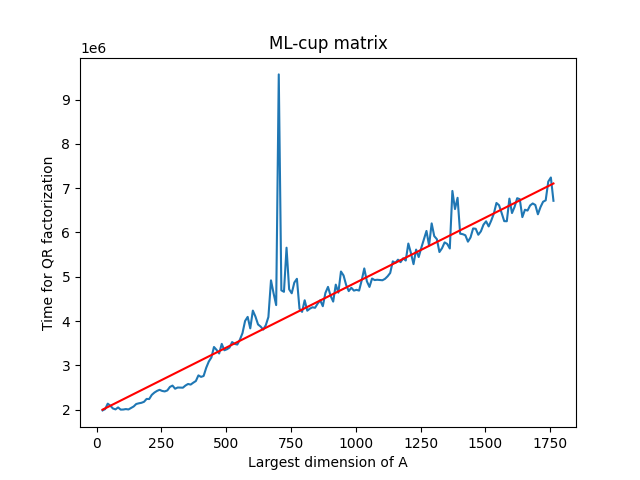 ML-cup matrix
1e6
9
8
7
6
5
4
3
2
Time for QR factorization
0 250 500 750 1000 1250 1500 1750
Largest dimension of A